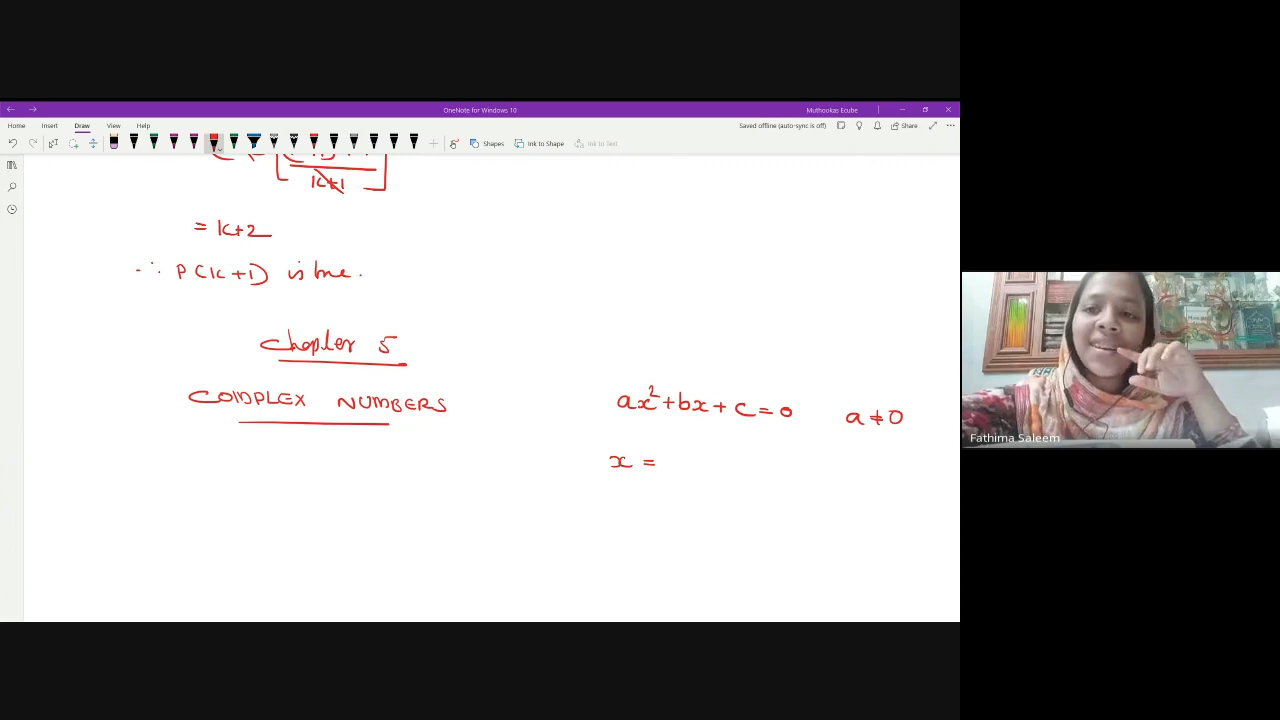 OneNote for Windows 10
Muthookas Ecube
Home Insert Draw View Help
Saved offline (auto-sync is off)
Share
Shapes
Ink to Shape
Ink to Text
k+1
= k+2
∴ P(k+1) is true.
Chapter 5
COMPLEX NUMBERS
ax²+bx+c=0 a≠0
x =
Fathima Saleem